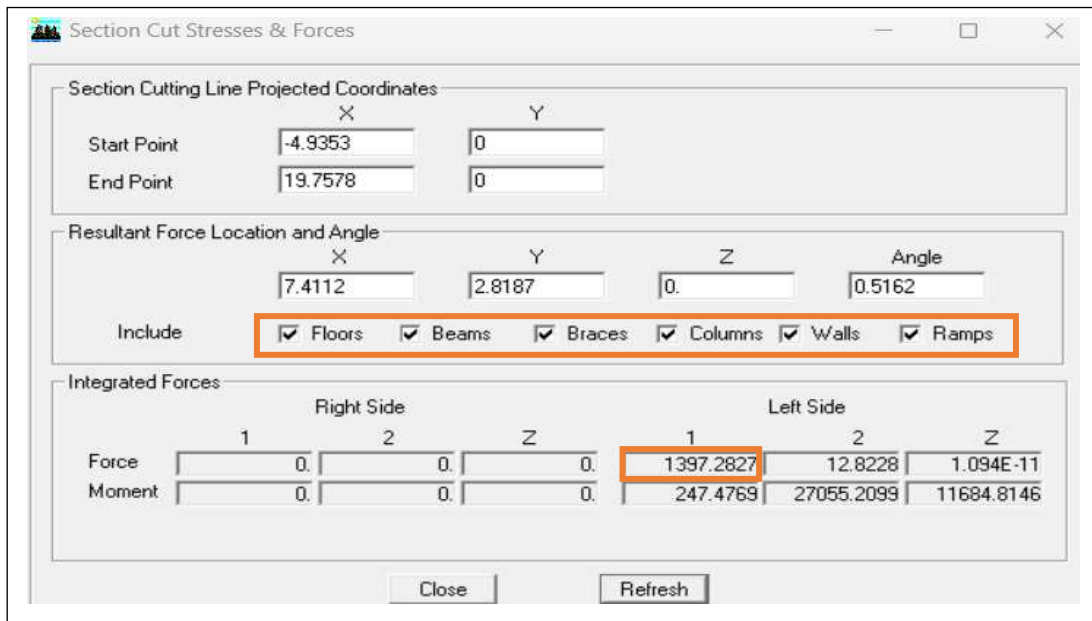 Section Cut Stresses & Forces
Section Cutting Line Projected Coordinates
X Y
Start Point -4.9353 0
End Point 19.7578 0
Resultant Force Location and Angle
X Y Z Angle
7.4112 2.8187 0. 0.5162
Include Floors Beams Braces Columns Walls Ramps
Integrated Forces
Right Side Left Side
1 2 Z 1 2 Z
Force 0. 0. 0. 1397.2827 12.8228 1.094E-11
Moment 0. 0. 0. 247.4769 27055.2099 11684.8146
Close Refresh